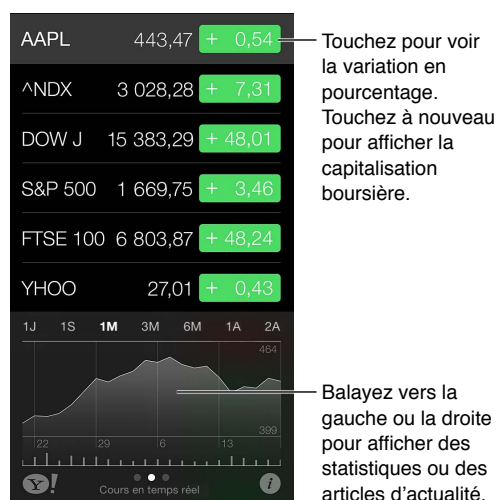 AAPL 443,47 + 0,54
Touchez pour voir
la variation en
pourcentage.
Touchez à nouveau
pour afficher la
capitalisation
boursière.
^NDX 3 028,28 + 7,31
DOW J 15 383,29 + 48,01
S&P 500 1 669,75 + 3,46
FTSE 100 6 803,87 + 48,24
YHOO 27,01 + 0,43
1J 1S 1M 3M 6M 1A 2A
464
399
22 29 6 13
Balayez vers la
gauche ou la droite
pour afficher des
statistiques ou des
articles d'actualité.
Y!
Cours en temps réel
i